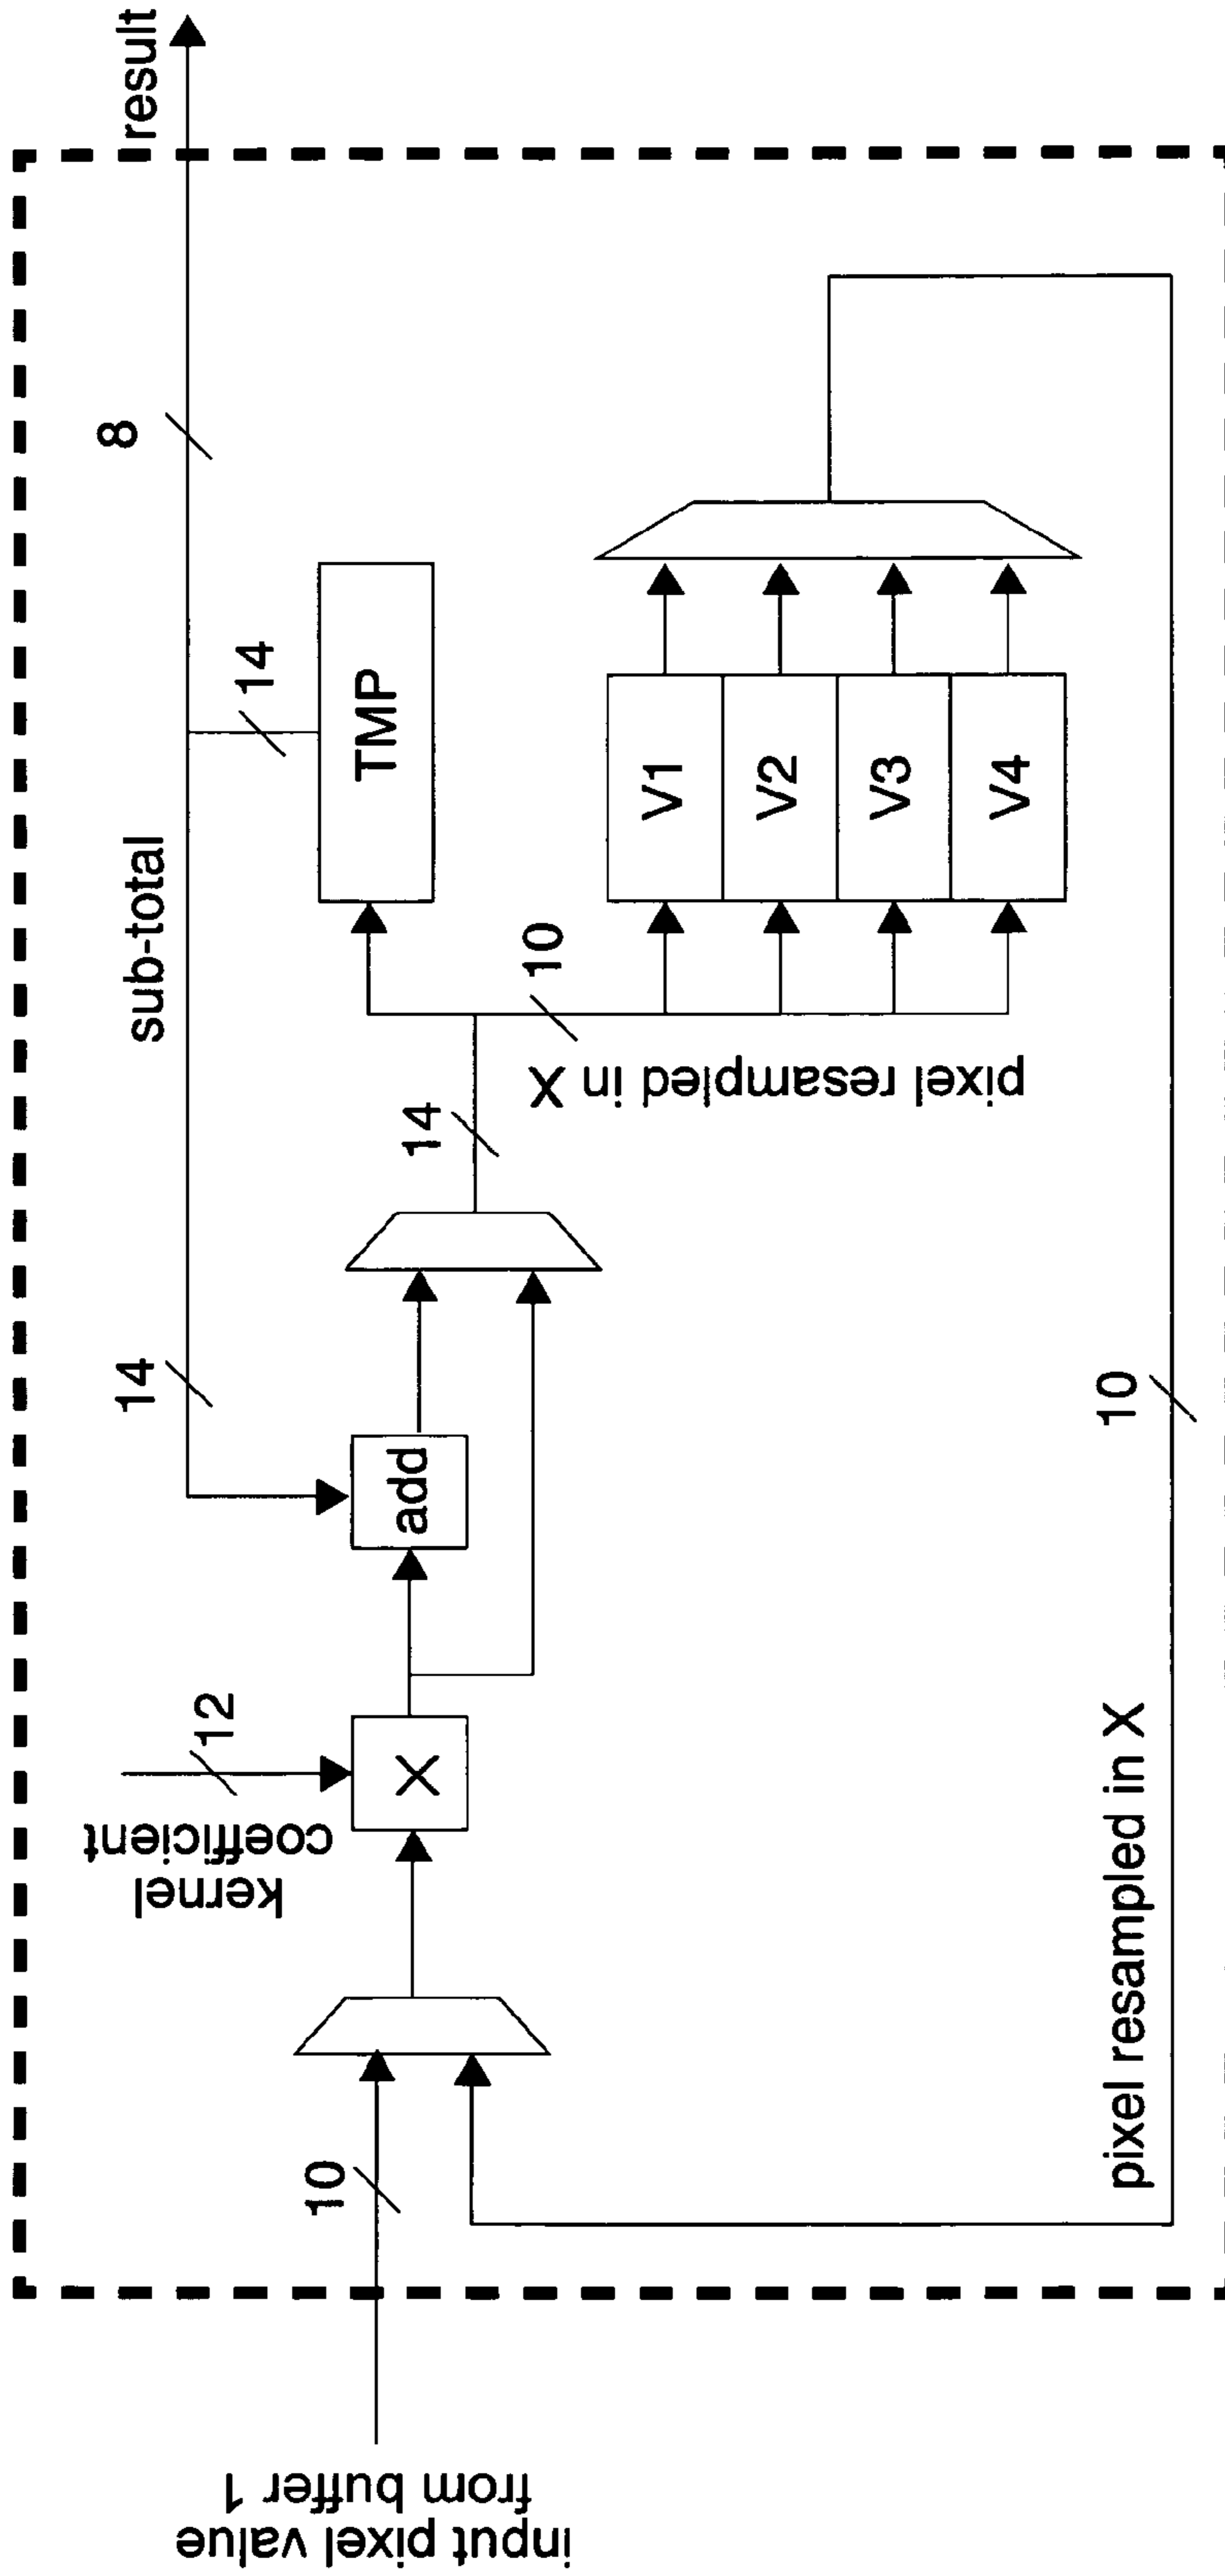 input pixel value
from buffer 1
10
kernel
coefficient
12
X
add
14
sub-total
14
8
result
14
TMP
pixel resampled in X
10
V1
V2
V3
V4
pixel resampled in X
10